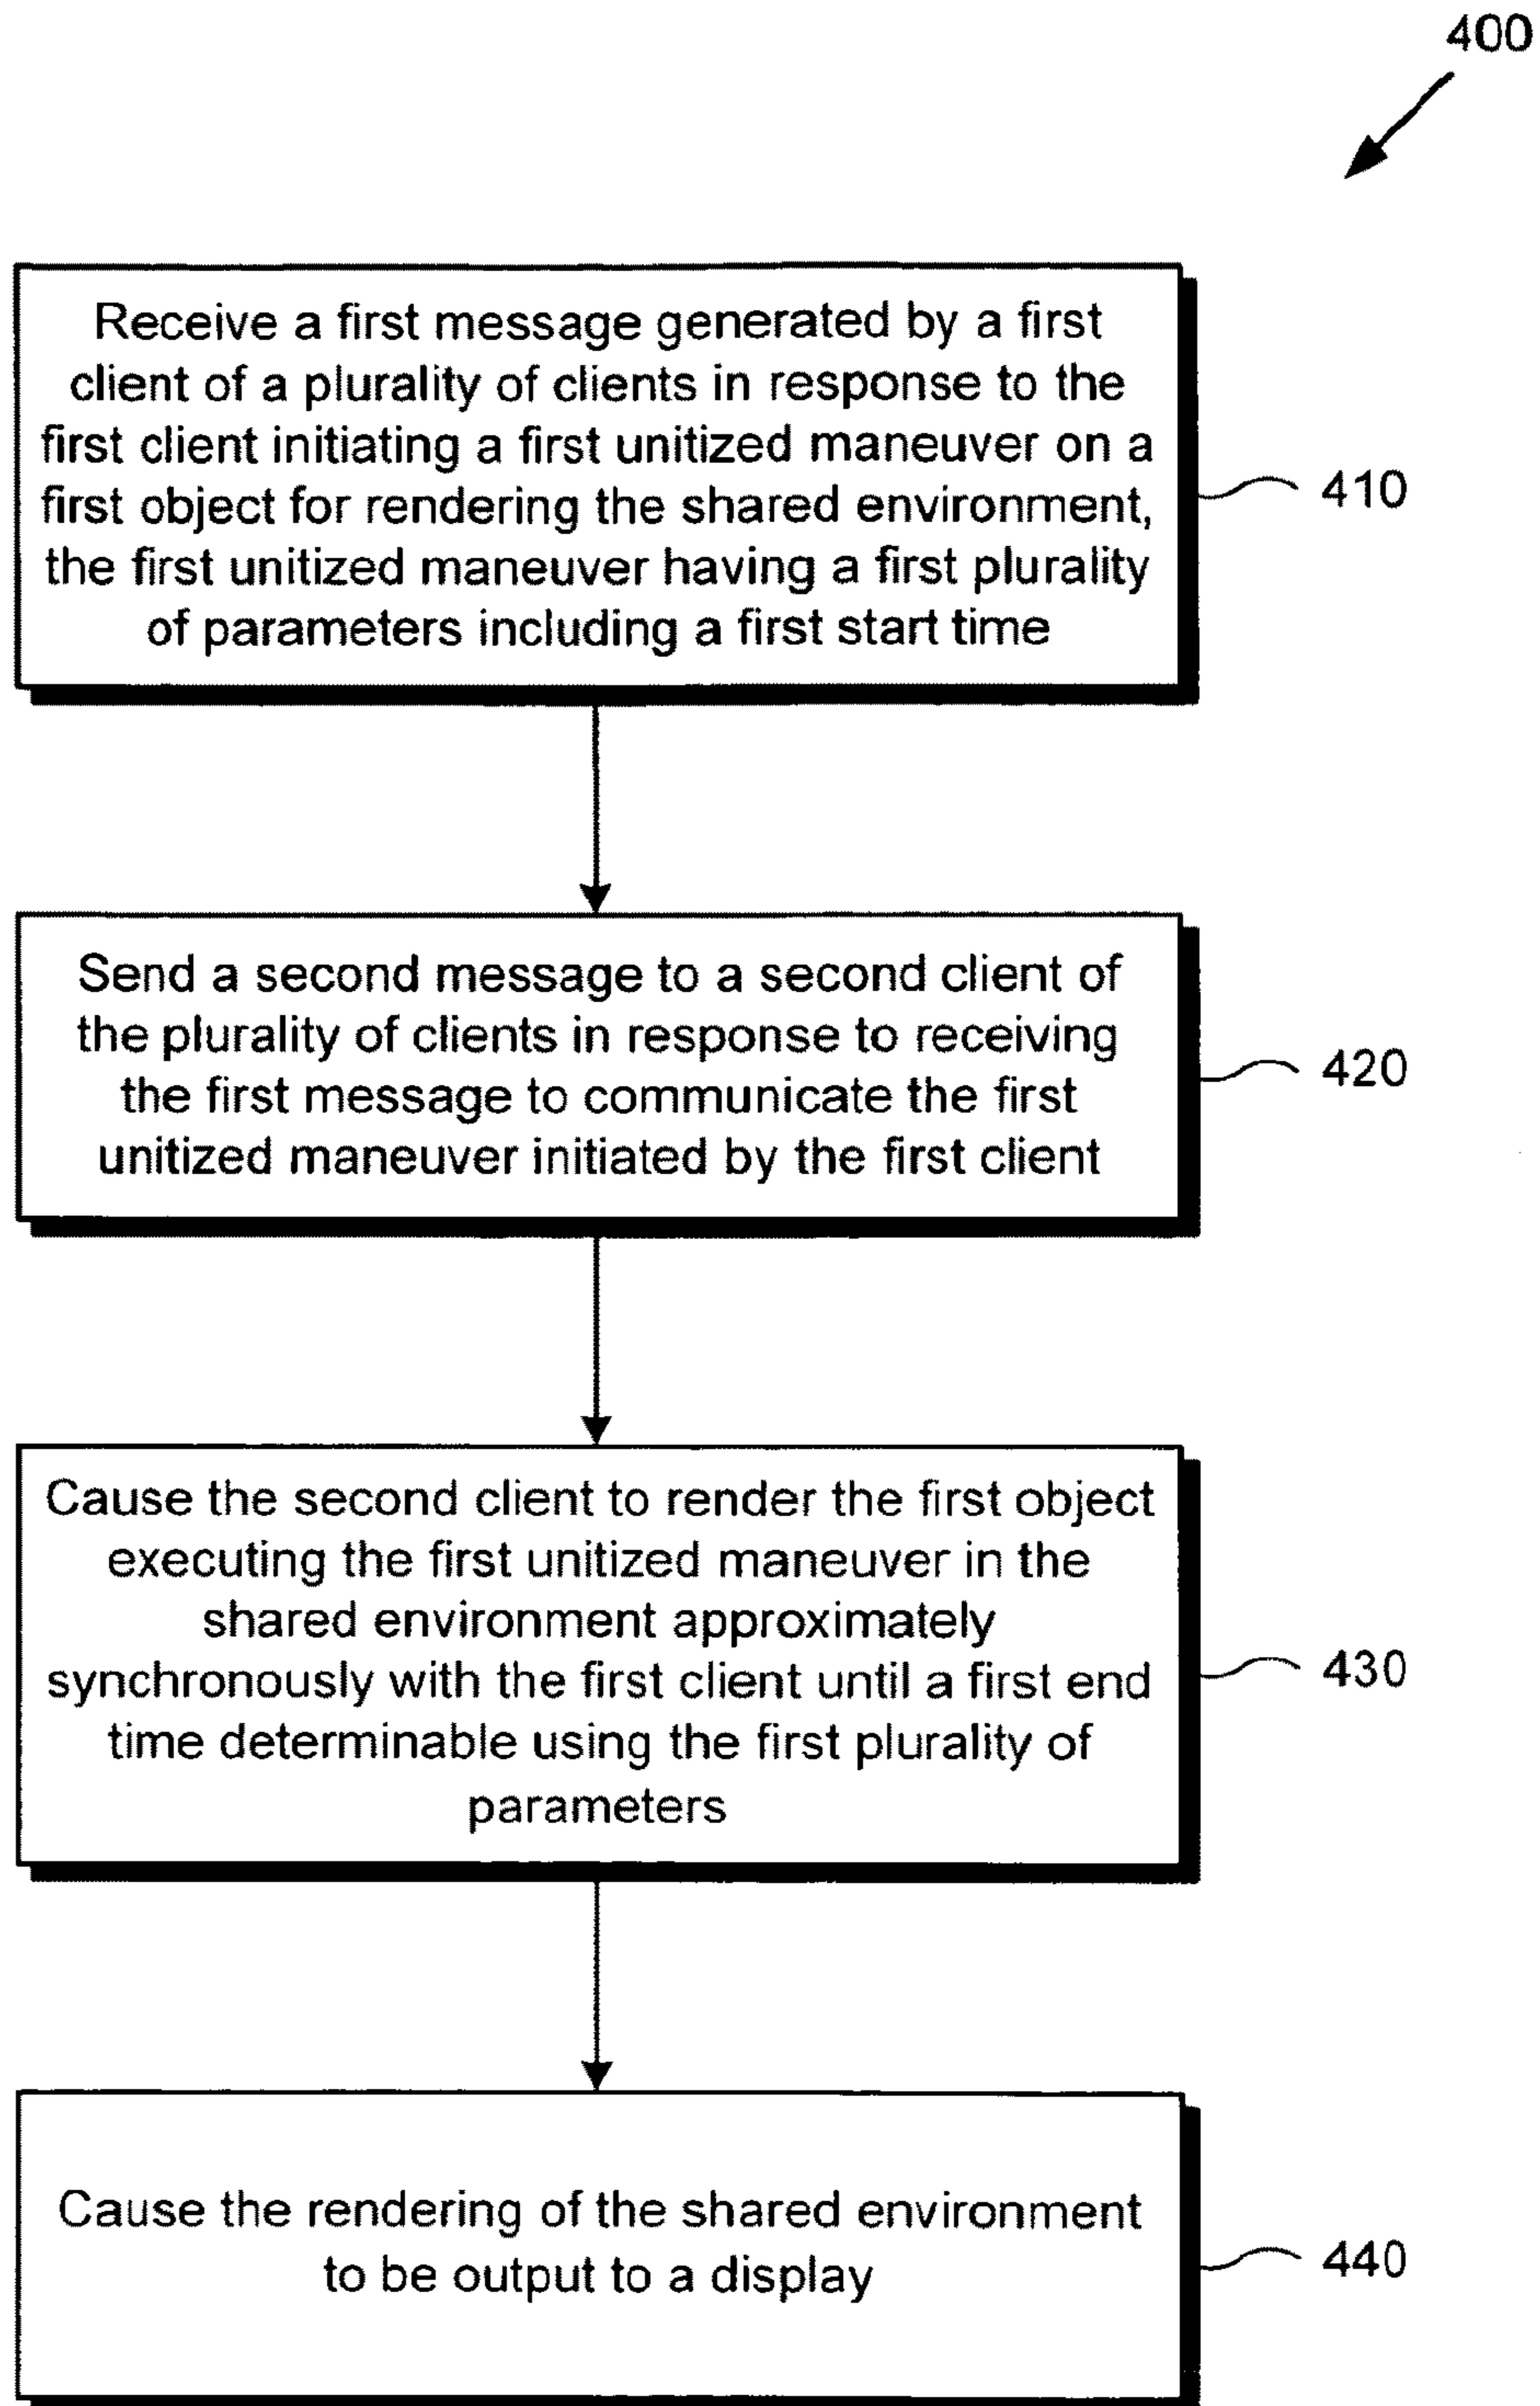 400
Receive a first message generated by a first
client of a plurality of clients in response to the
first client initiating a first unitized maneuver on a
first object for rendering the shared environment,
the first unitized maneuver having a first plurality
of parameters including a first start time
410
Send a second message to a second client of
the plurality of clients in response to receiving
the first message to communicate the first
unitized maneuver initiated by the first client
420
Cause the second client to render the first object
executing the first unitized maneuver in the
shared environment approximately
synchronously with the first client until a first end
time determinable using the first plurality of
parameters
430
Cause the rendering of the shared environment
to be output to a display
440